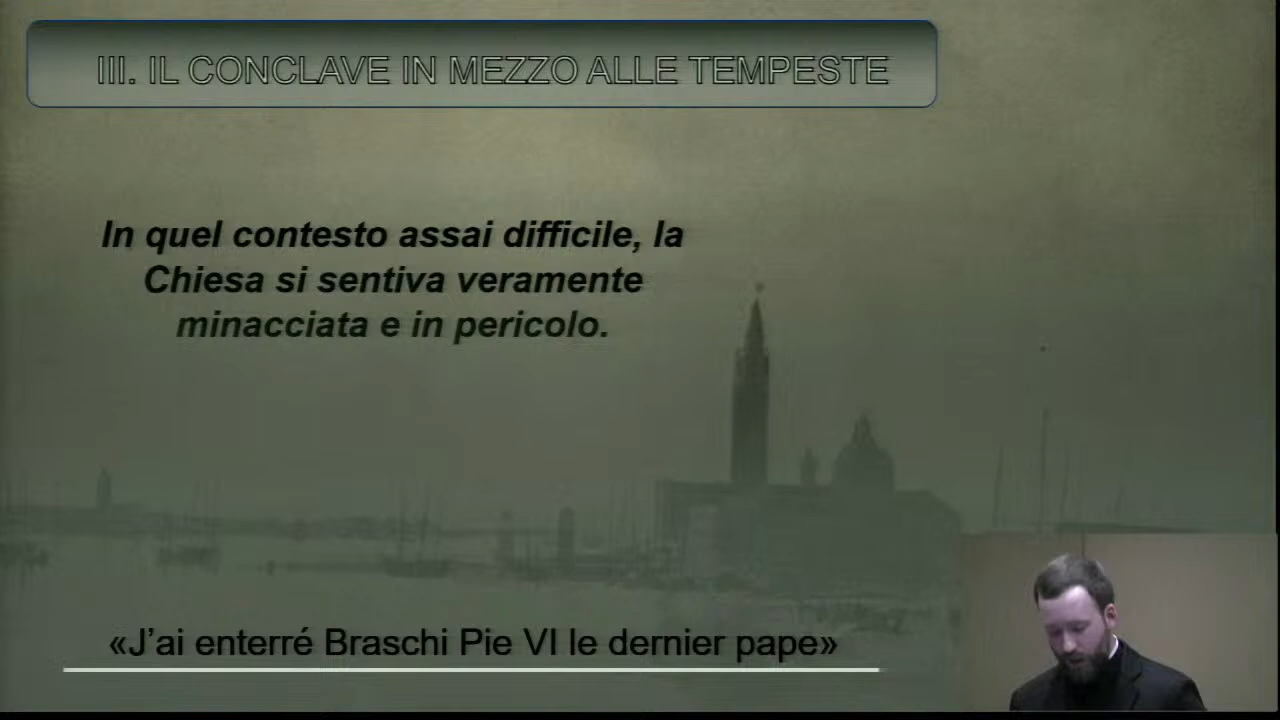 III. IL CONCLAVE IN MEZZO ALLE TEMPESTE
In quel contesto assai difficile, la
Chiesa si sentiva veramente
minacciata e in pericolo.
«J’ai enterré Braschi Pie VI le dernier pape»